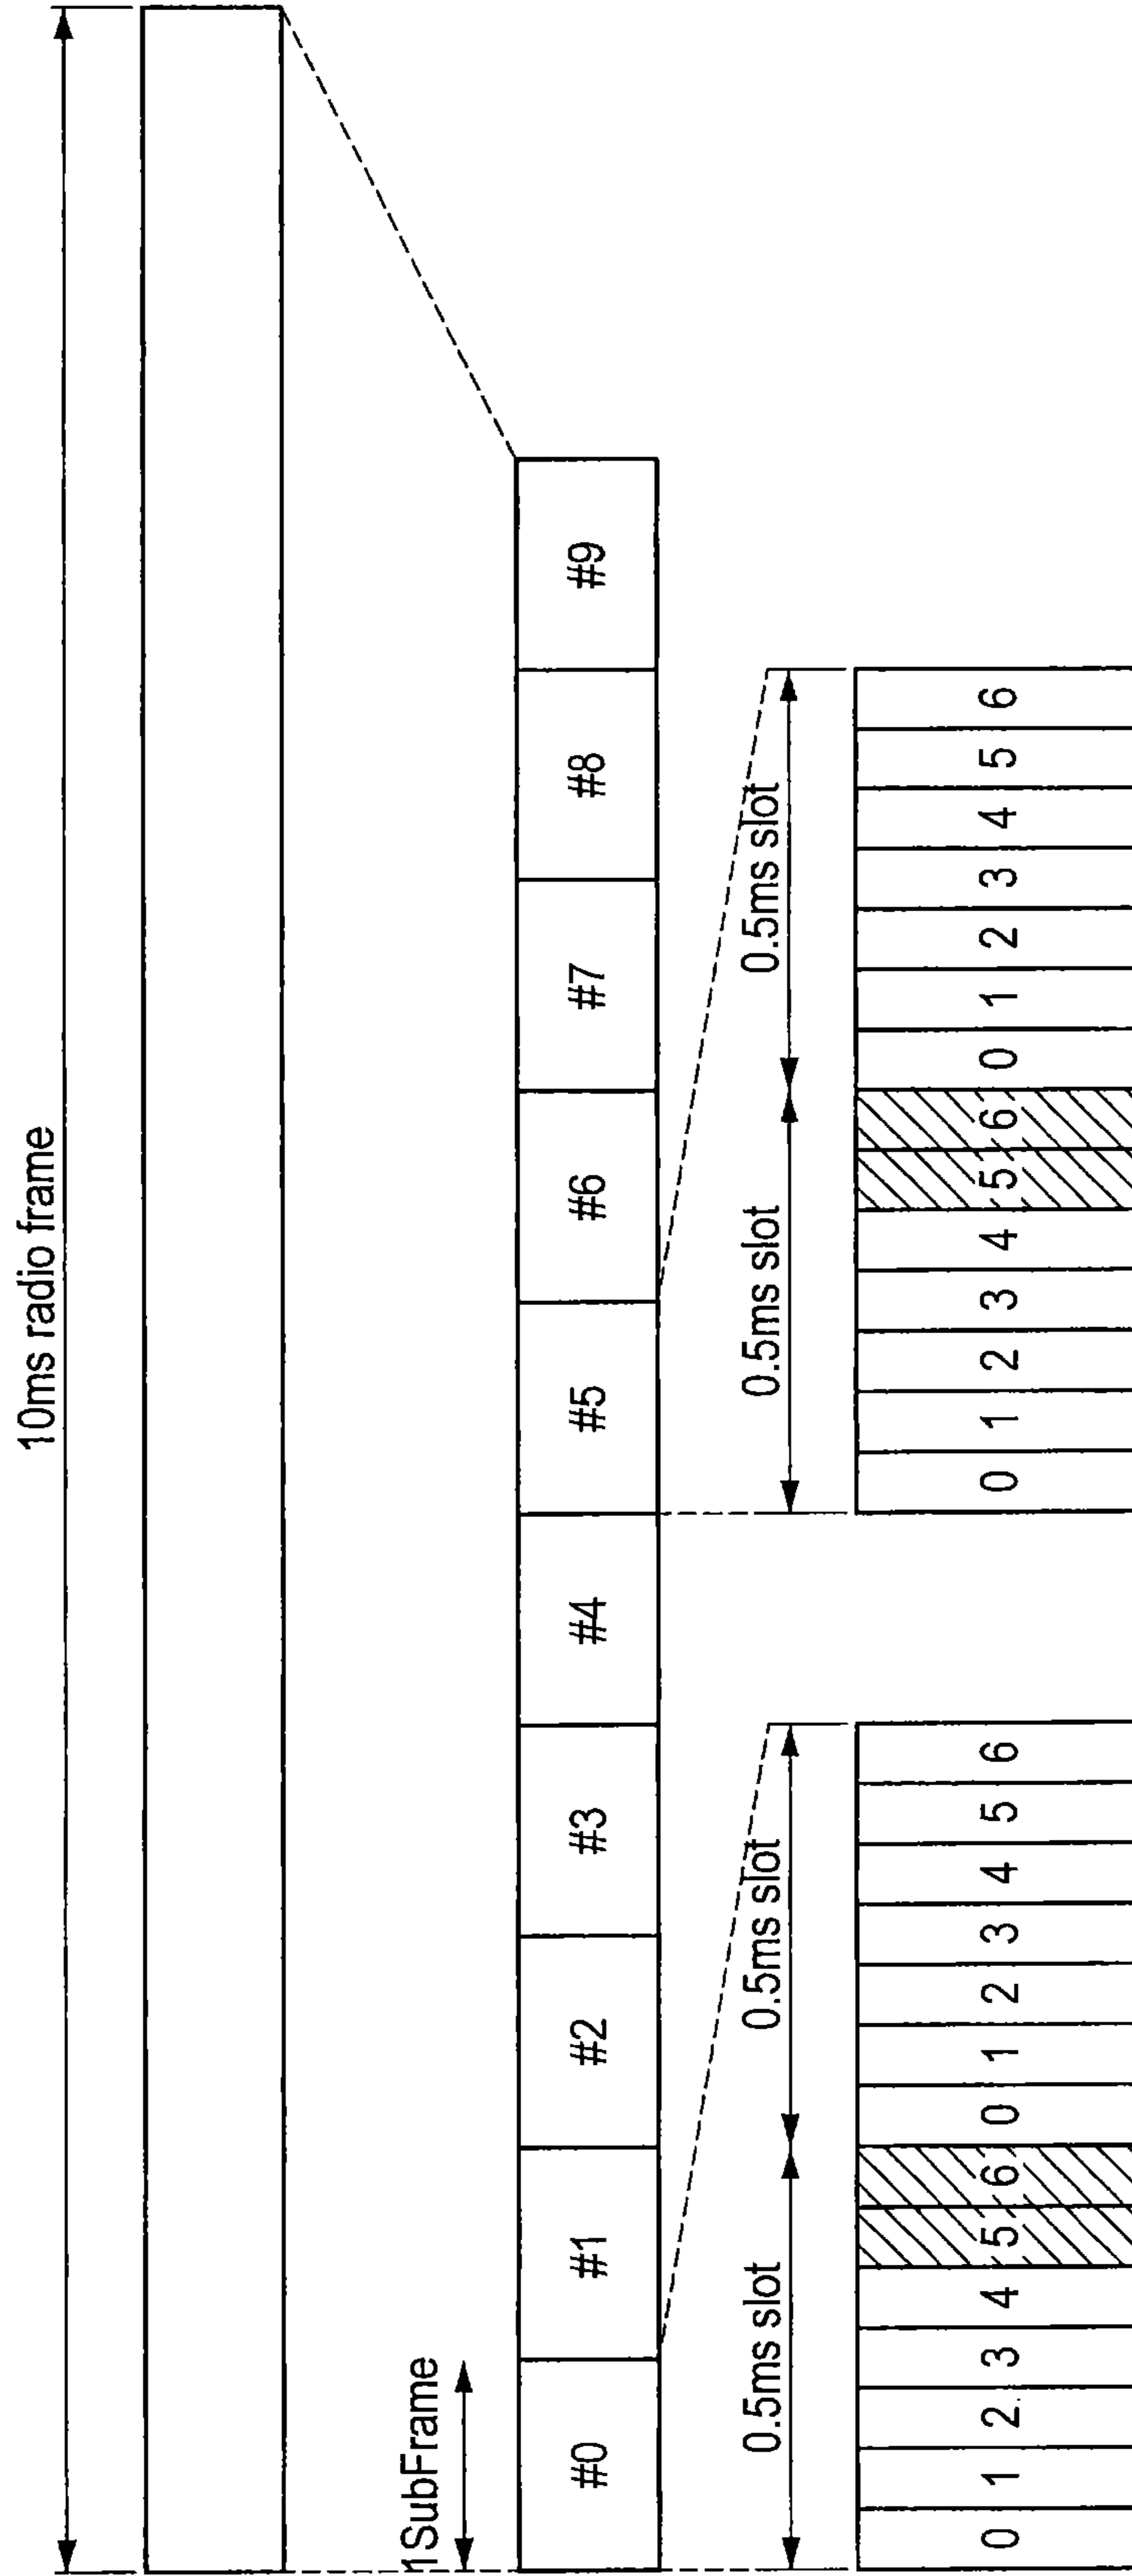 10ms radio frame
1SubFrame
#0 #1 #2 #3 #4 #5 #6 #7 #8 #9
0.5ms slot 0.5ms slot 0.5ms slot 0.5ms slot
0 1 2 3 4 5 6 0 1 2 3 4 5 6 0 1 2 3 4 5 6 0 1 2 3 4 5 6